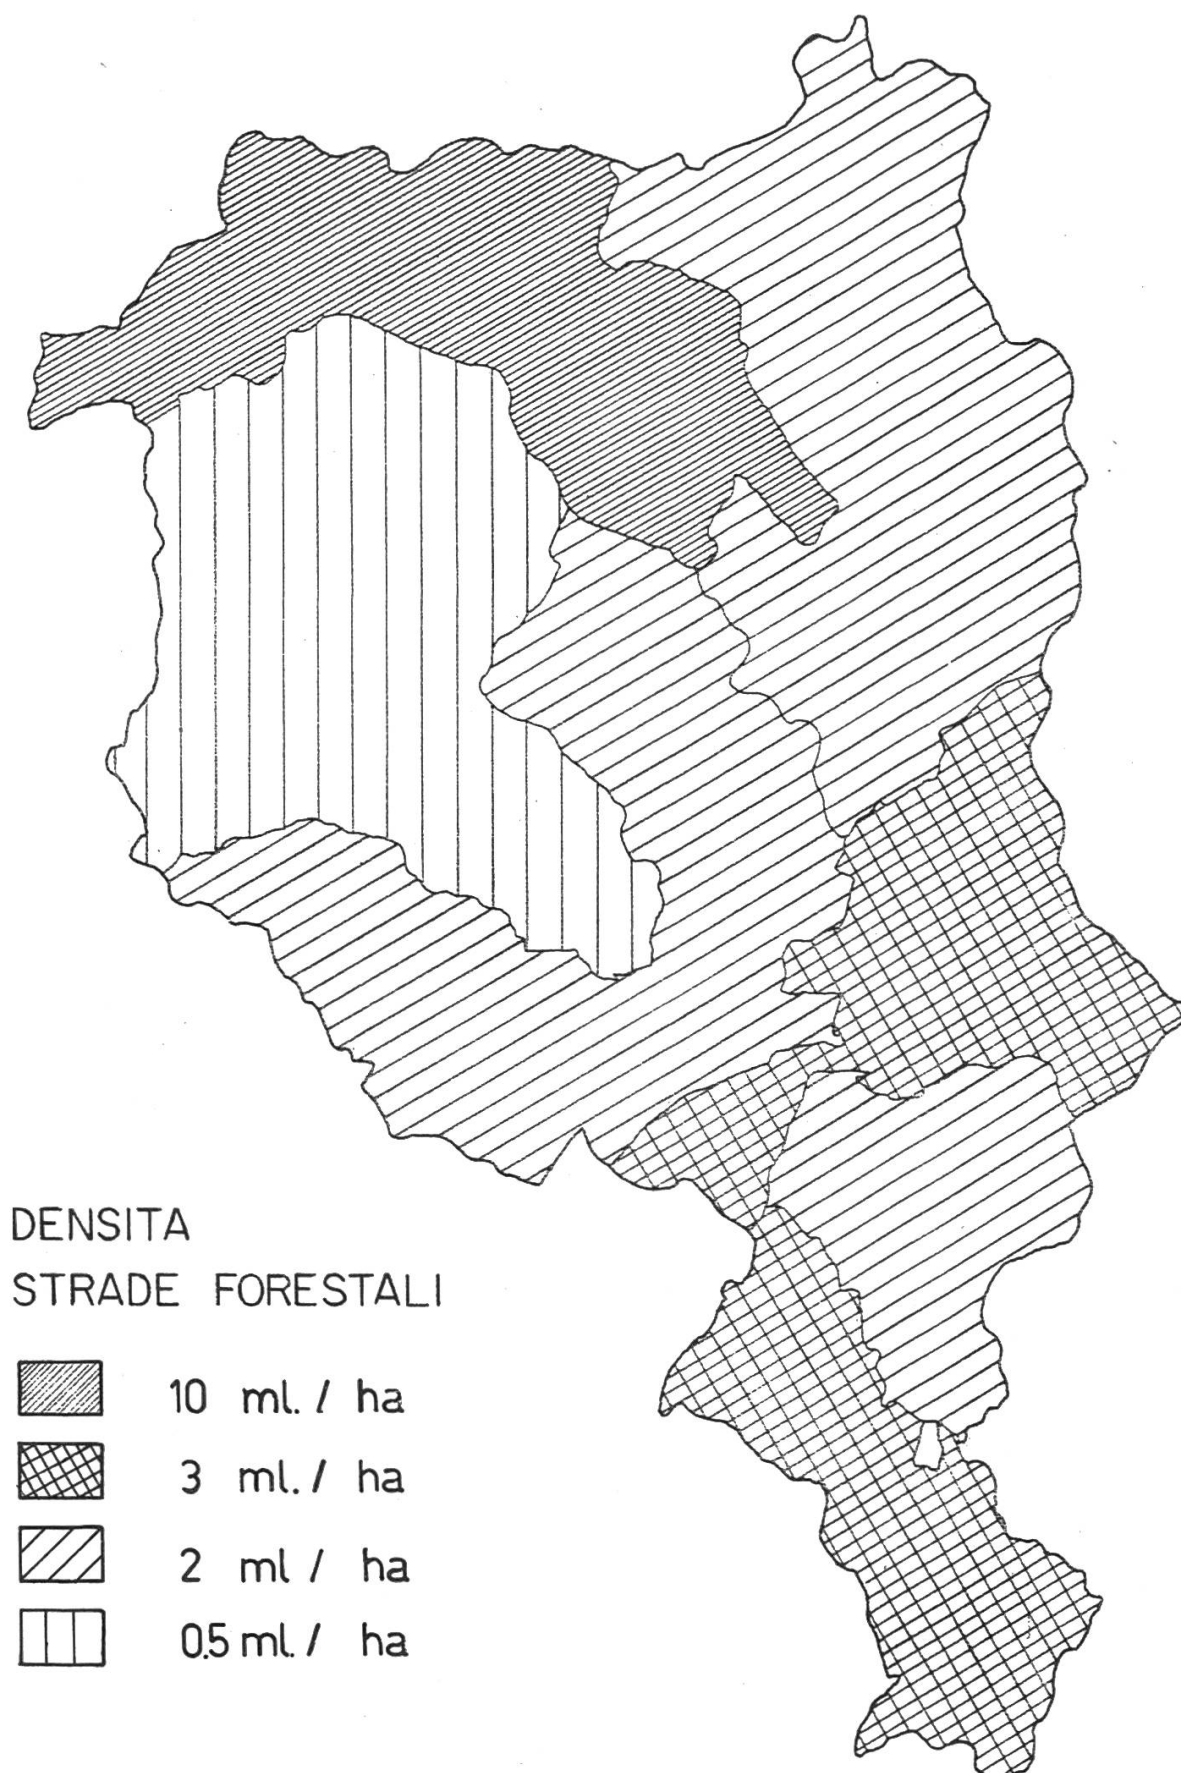 DENSITA
STRADE FORESTALI
10 ml. / ha
3 ml. / ha
2 ml / ha
0.5 ml. / ha